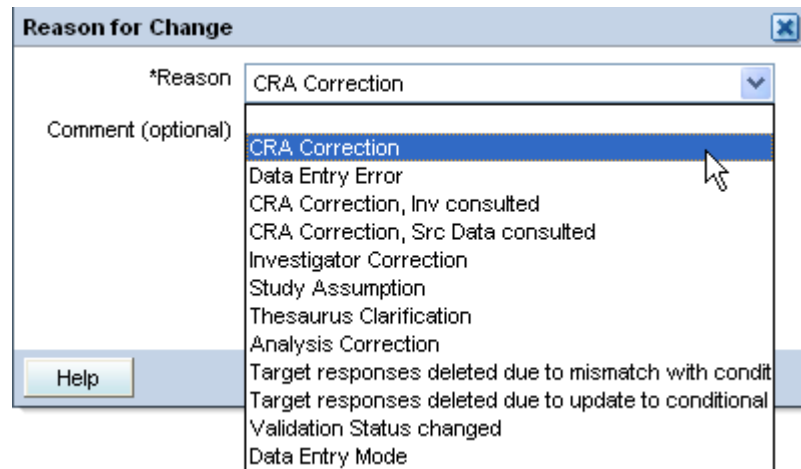 Reason for Change
*Reason
CRA Correction
Comment (optional)
CRA Correction
Data Entry Error
CRA Correction, Inv consulted
CRA Correction, Src Data consulted
Investigator Correction
Study Assumption
Thesaurus Clarification
Analysis Correction
Target responses deleted due to mismatch with condit
Target responses deleted due to update to conditional
Validation Status changed
Data Entry Mode
Help